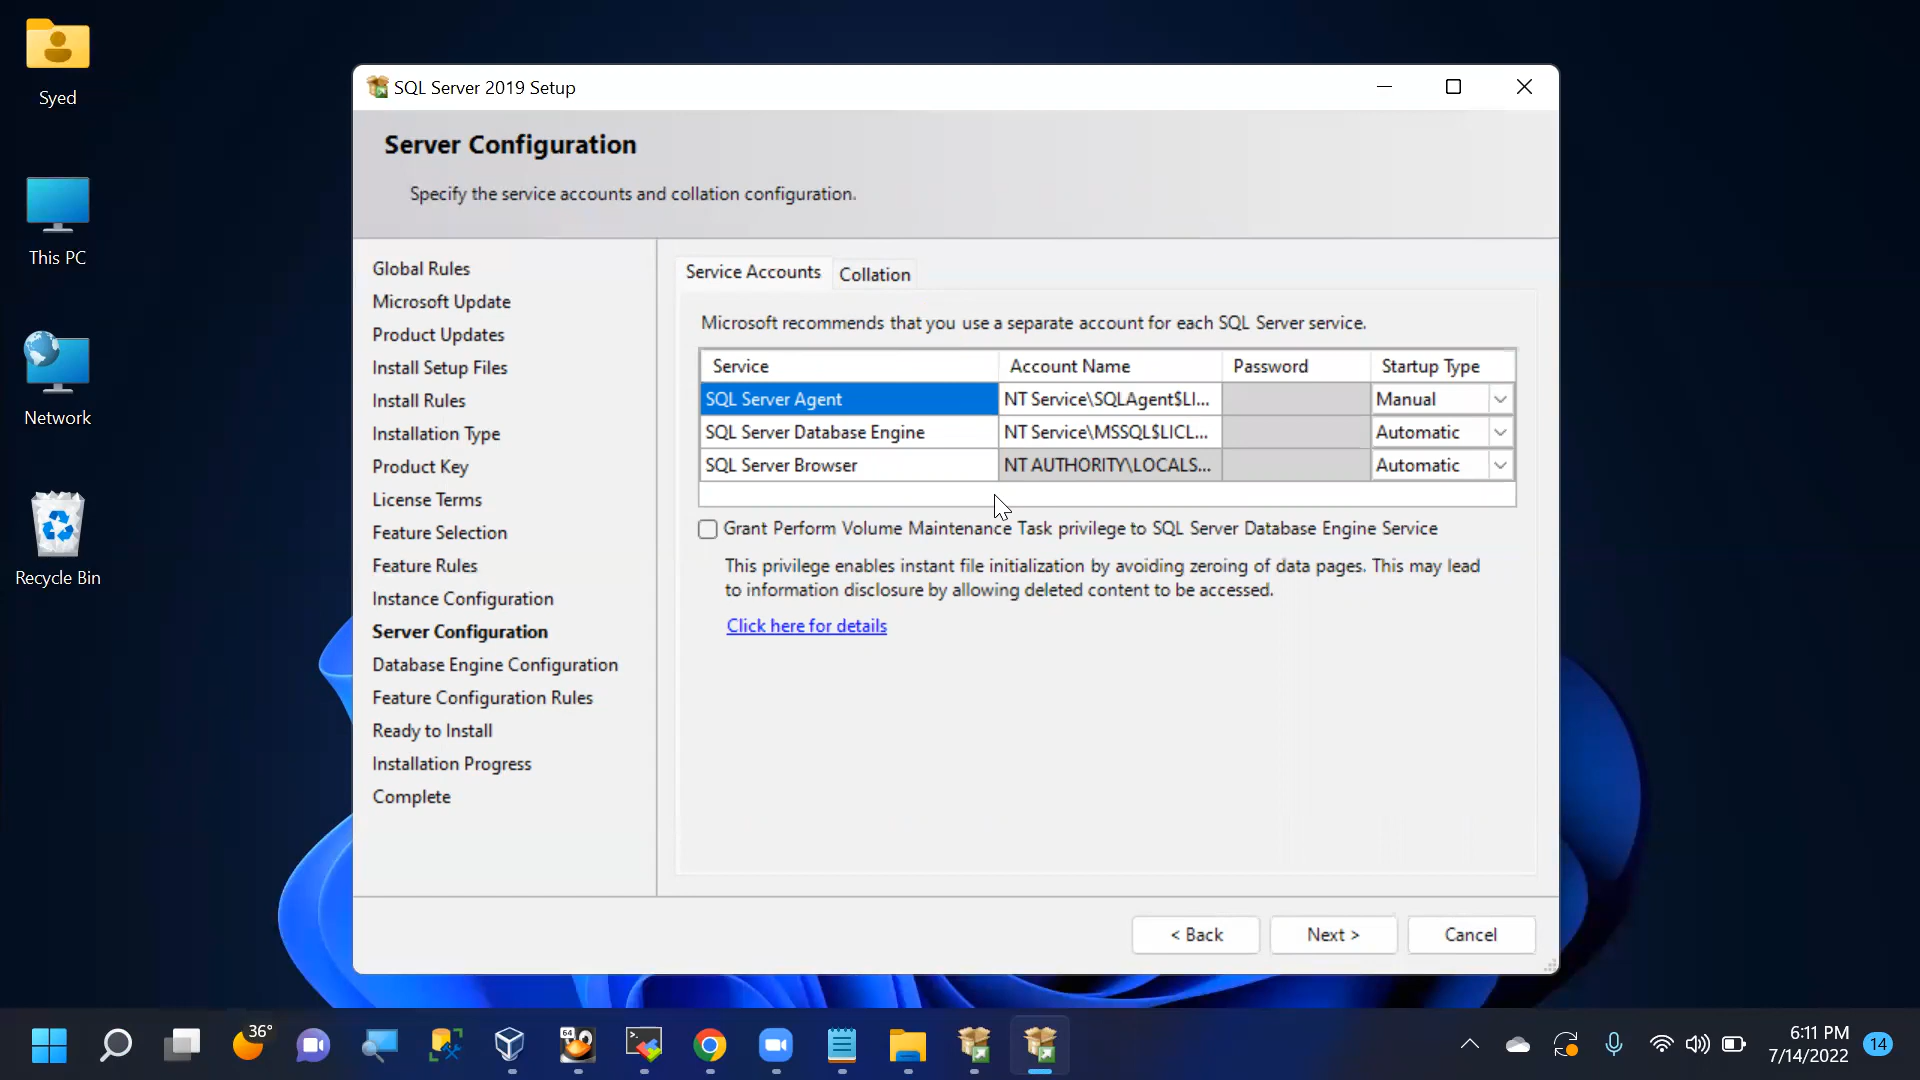 Syed
This PC
Network
Recycle Bin
SQL Server 2019 Setup
Server Configuration
Specify the service accounts and collation configuration.
Global Rules
Microsoft Update
Product Updates
Install Setup Files
Install Rules
Installation Type
Product Key
License Terms
Feature Selection
Feature Rules
Instance Configuration
Server Configuration
Database Engine Configuration
Feature Configuration Rules
Ready to Install
Installation Progress
Complete
Service Accounts Collation
Microsoft recommends that you use a separate account for each SQL Server service.
Service Account Name Password Startup Type
SQL Server Agent NT Service\SQLAgent$LI... Manual
SQL Server Database Engine NT Service\MSSQL$LICL... Automatic
SQL Server Browser NT AUTHORITY\LOCALS... Automatic
Grant Perform Volume Maintenance Task privilege to SQL Server Database Engine Service
This privilege enables instant file initialization by avoiding zeroing of data pages. This may lead
to information disclosure by allowing deleted content to be accessed.
Click here for details
< Back Next > Cancel
36°
64
6:11 PM
7/14/2022
14